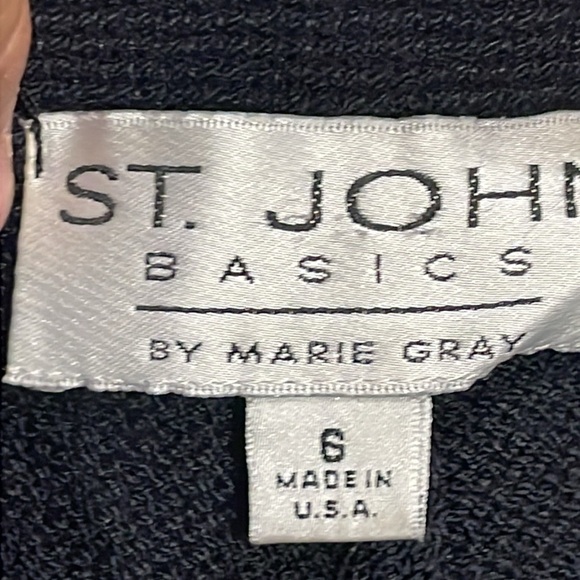 ST. JOHN
BASICS
BY MARIE GRAY
6
MADE IN
U.S.A.